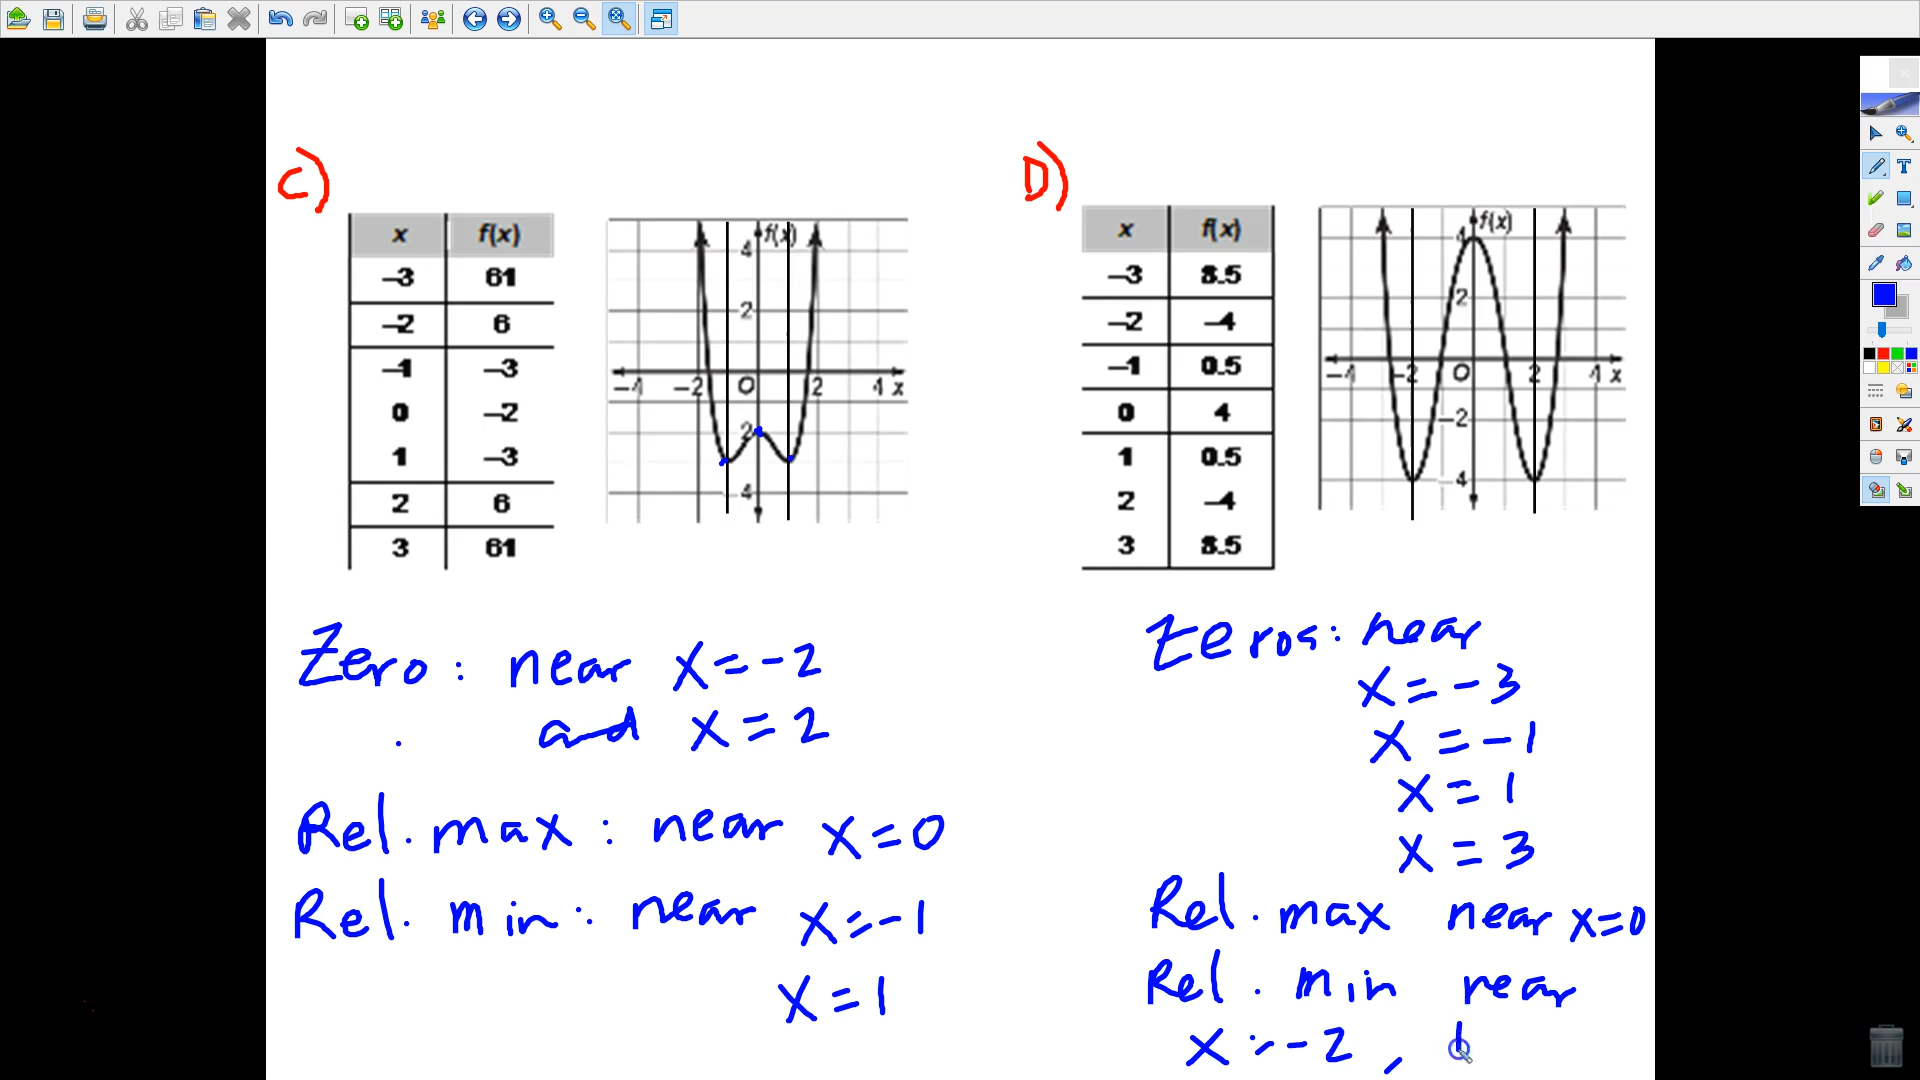 C)
x f(x)
–3 61
–2 6
–1 –3
0 –2
1 –3
2 6
3 61
f(x)
4
2
–4 –2 O 2 4 x
2
4
Zero: near x = -2
and x = 2
Rel. max: near x = 0
Rel. min: near x = -1
x = 1
D)
x f(x)
–3 8.5
–2 –4
–1 0.5
0 4
1 0.5
2 –4
3 8.5
f(x)
4
2
–4 –2 O 2 4 x
–2
–4
Zeros: near
x = -3
x = -1
x = 1
x = 3
Rel. max near x=0
Rel. min near
x = -2 ,
T